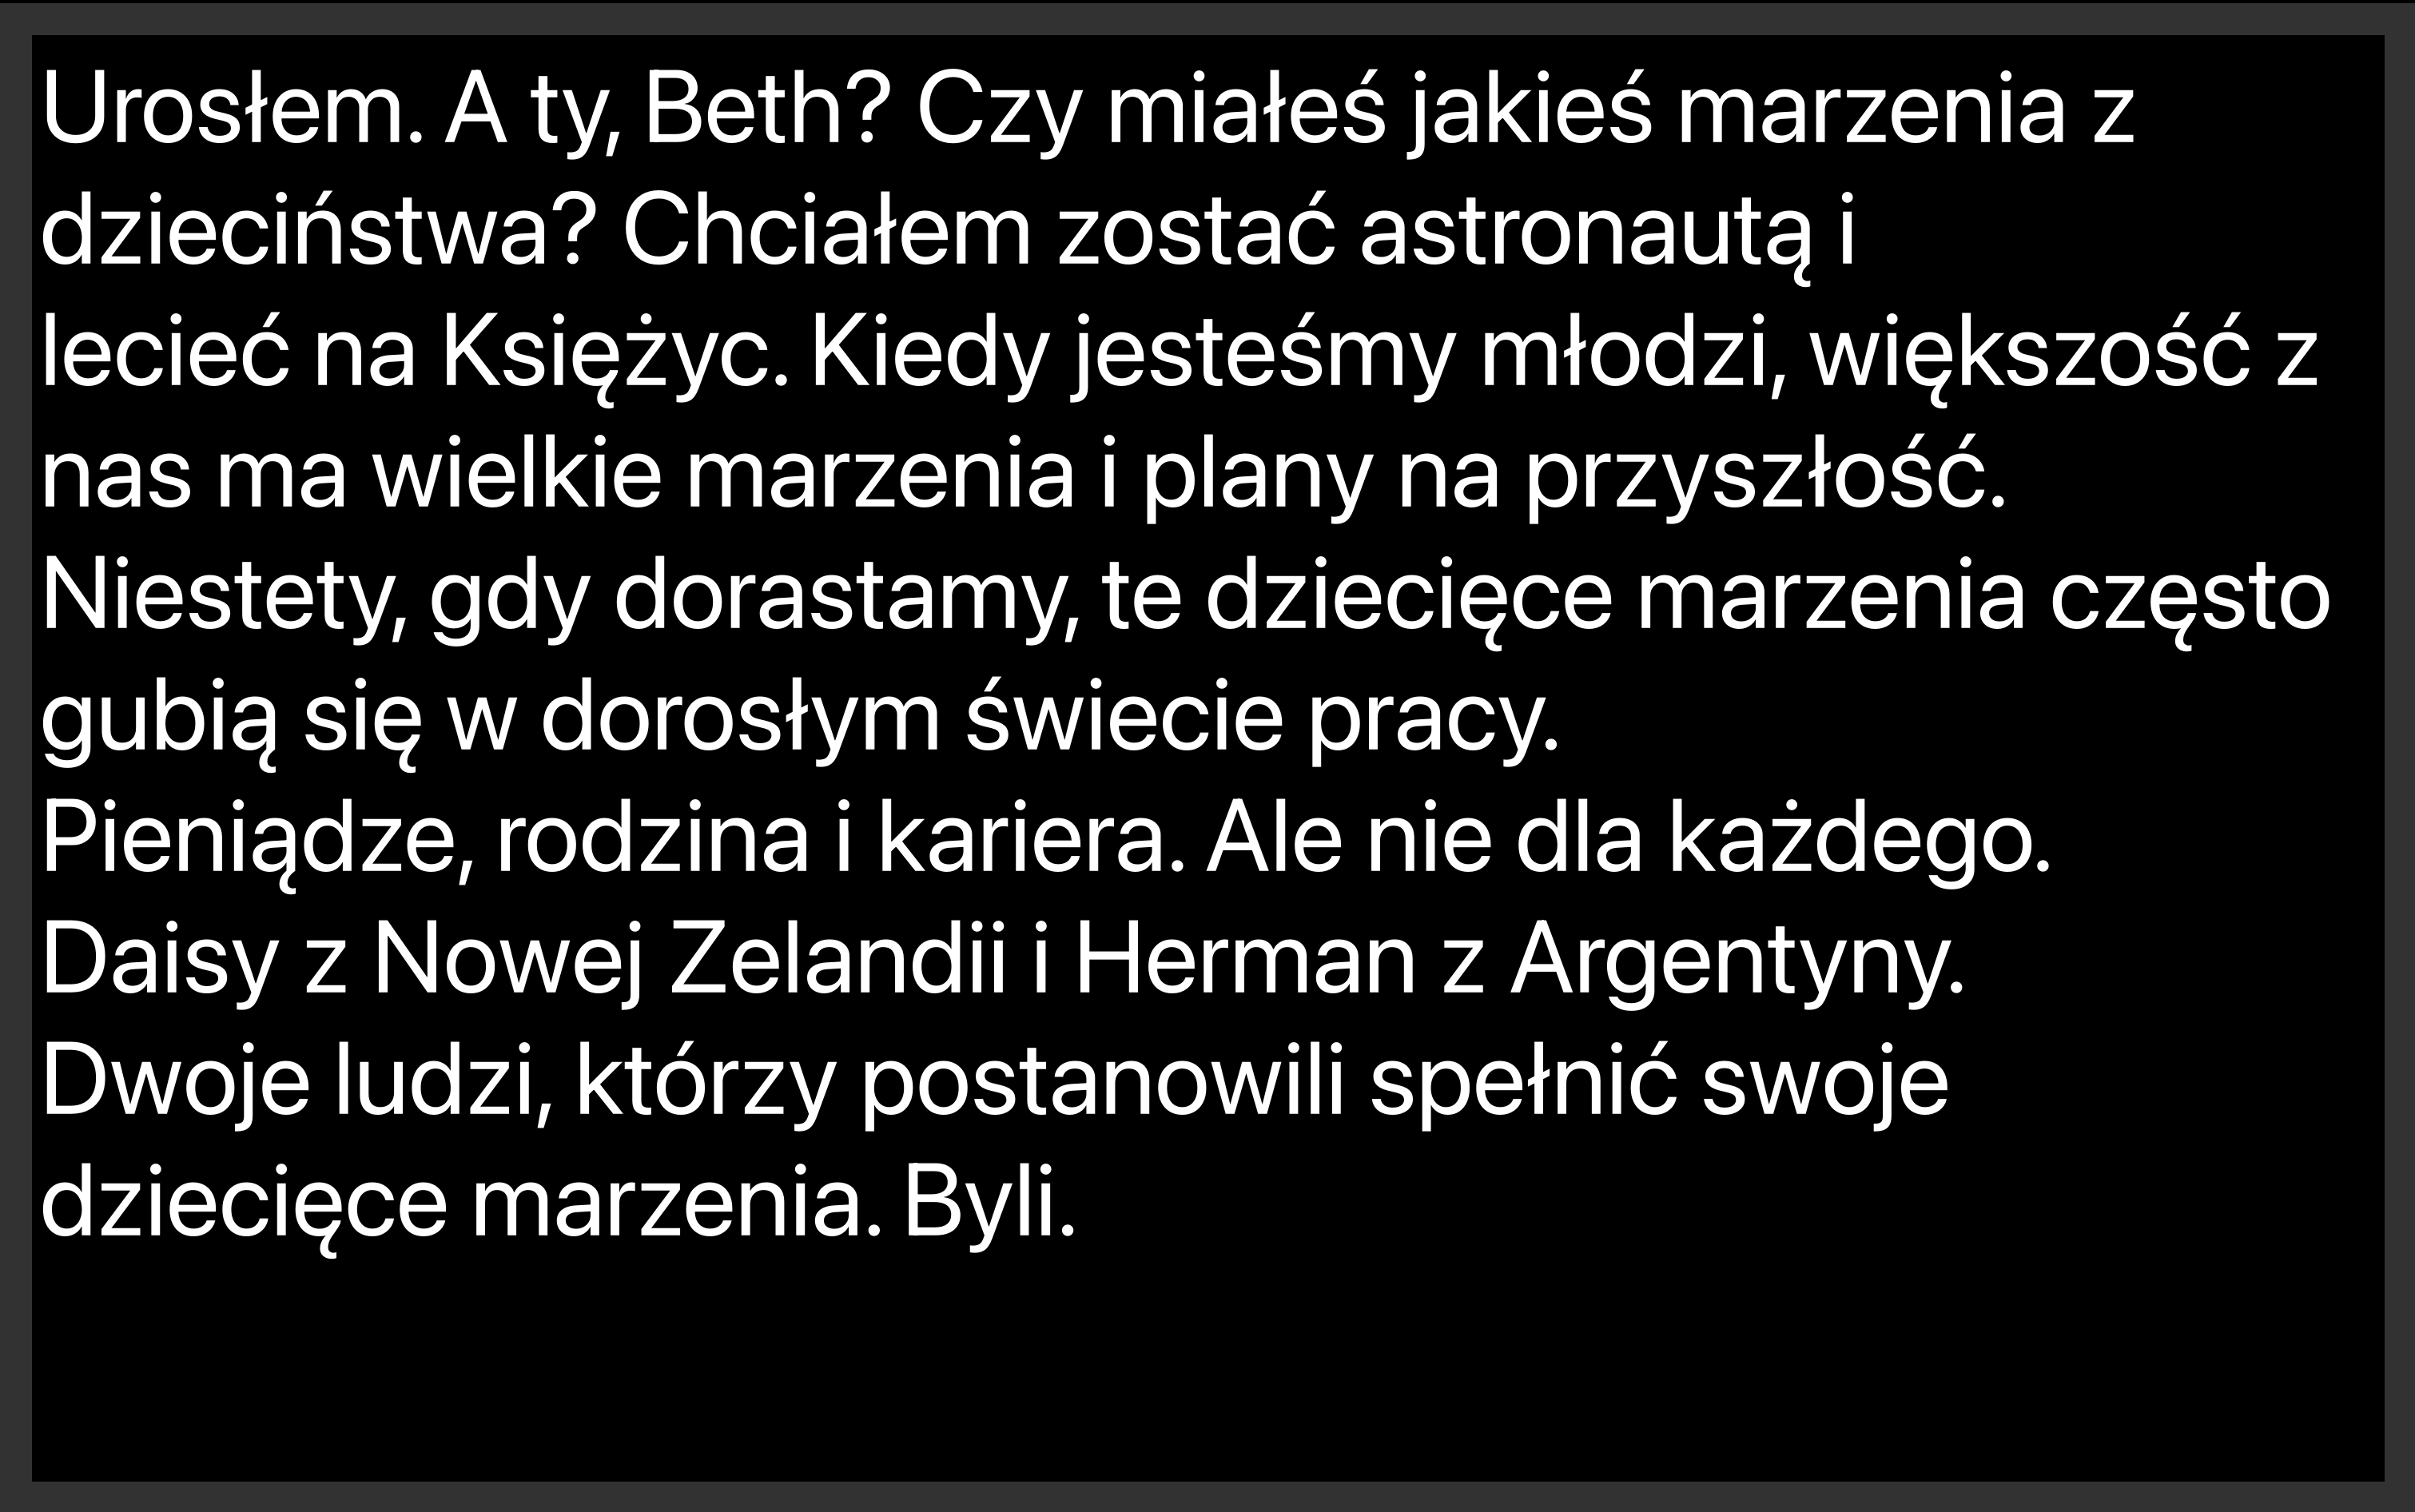 Urosłem. A ty, Beth? Czy miałeś jakieś marzenia z
dzieciństwa? Chciałem zostać astronautą i
lecieć na Księżyc. Kiedy jesteśmy młodzi, większość z
nas ma wielkie marzenia i plany na przyszłość.
Niestety, gdy dorastamy, te dziecięce marzenia często
gubią się w dorosłym świecie pracy.
Pieniądze, rodzina i kariera. Ale nie dla każdego.
Daisy z Nowej Zelandii i Herman z Argentyny.
Dwoje ludzi, którzy postanowili spełnić swoje
dziecięce marzenia. Byli.